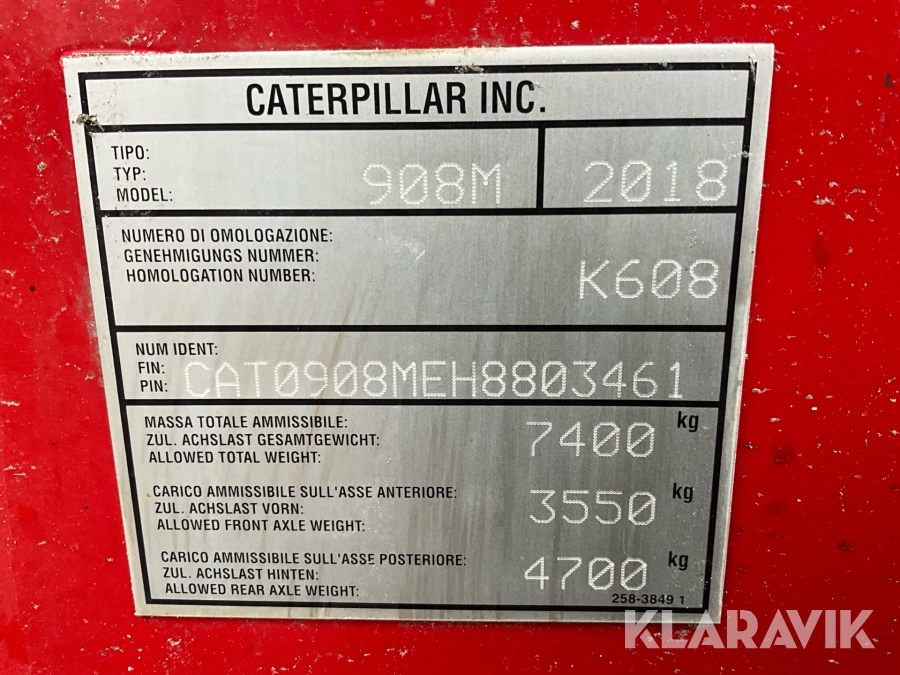 CATERPILLAR INC.
TIPO:
TYP:
MODEL: 908M 2018
NUMERO DI OMOLOGAZIONE:
GENEHMIGUNGS NUMMER:
HOMOLOGATION NUMBER: K608
NUM IDENT:
FIN:
PIN: CAT0908MEH8803461
MASSA TOTALE AMMISSIBILE:
ZUL. ACHSLAST GESAMTGEWICHT: 7400 kg
ALLOWED TOTAL WEIGHT:
CARICO AMMISSIBILE SULL'ASSE ANTERIORE:
ZUL. ACHSLAST VORN: 3550 kg
ALLOWED FRONT AXLE WEIGHT:
CARICO AMMISSIBILE SULL'ASSE POSTERIORE:
ZUL. ACHSLAST HINTEN: 4700 kg
ALLOWED REAR AXLE WEIGHT:
258-3849 1
KLARAVIK